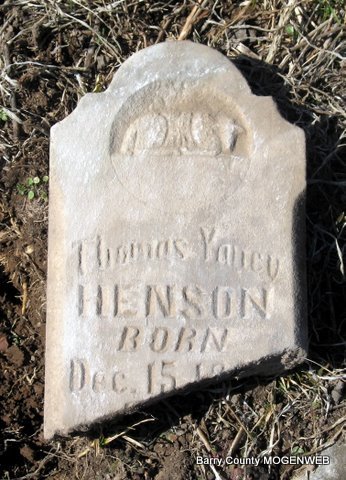 Thomas Yancy
HENSON
BORN
Dec. 15
Barry County MOGENWEB